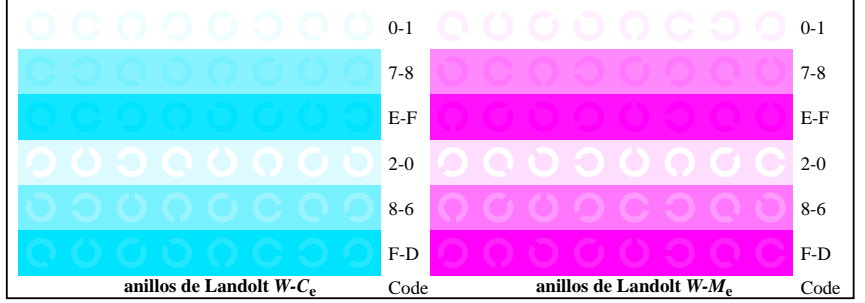 0-1 0-1
7-8 7-8
E-F E-F
2-0 2-0
8-6 8-6
F-D F-D
anillos de Landolt W-Ce Code anillos de Landolt W-Me Code